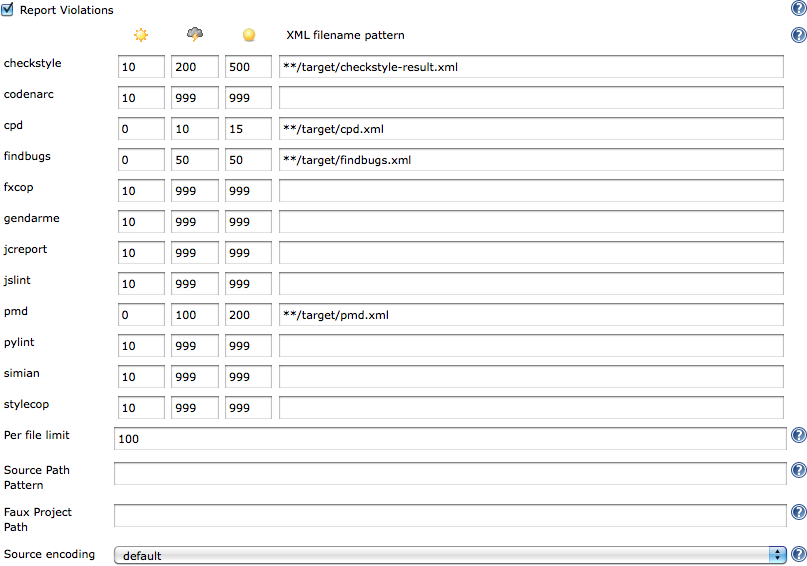 Report Violations ?
XML filename pattern ?
checkstyle 10 200 500 **/target/checkstyle-result.xml
codenarc 10 999 999
cpd 0 10 15 **/target/cpd.xml
findbugs 0 50 50 **/target/findbugs.xml
fxcop 10 999 999
gendarme 10 999 999
jcreport 10 999 999
jslint 10 999 999
pmd 0 100 200 **/target/pmd.xml
pylint 10 999 999
simian 10 999 999
stylecop 10 999 999
Per file limit 100 ?
Source Path ?
Pattern
Faux Project ?
Path
Source encoding default ?